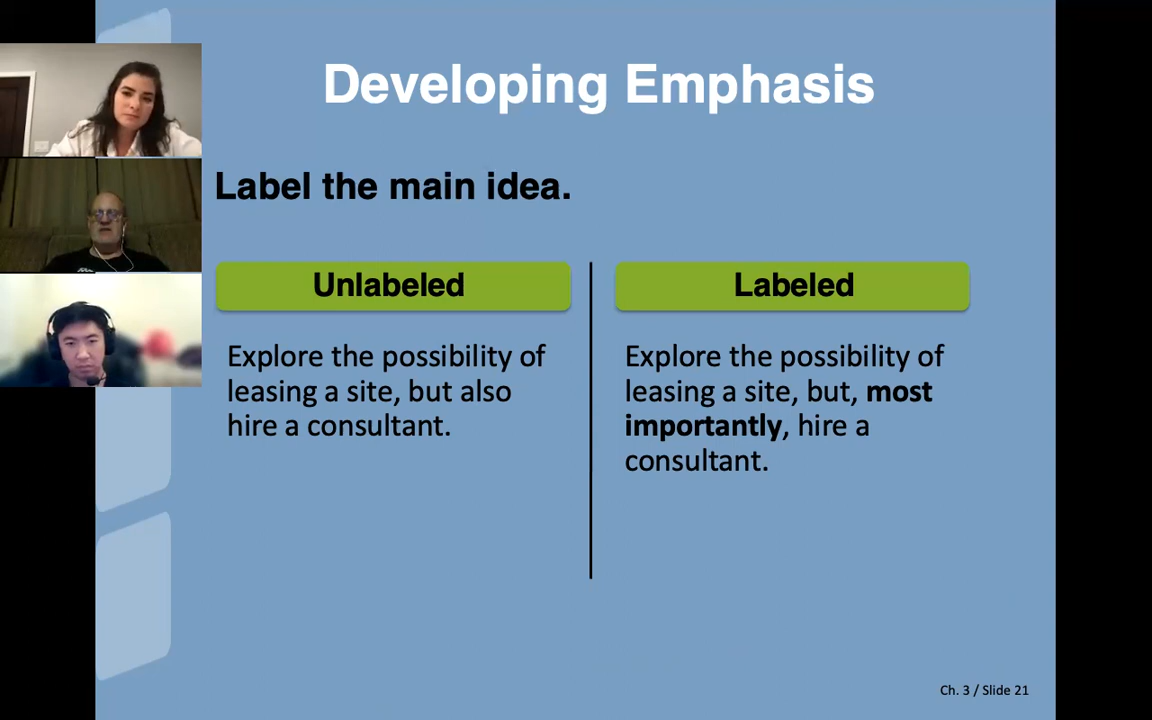 Developing Emphasis
Label the main idea.
Unlabeled
Explore the possibility of
leasing a site, but also
hire a consultant.
Labeled
Explore the possibility of
leasing a site, but, most
importantly, hire a
consultant.
Ch. 3 / Slide 21